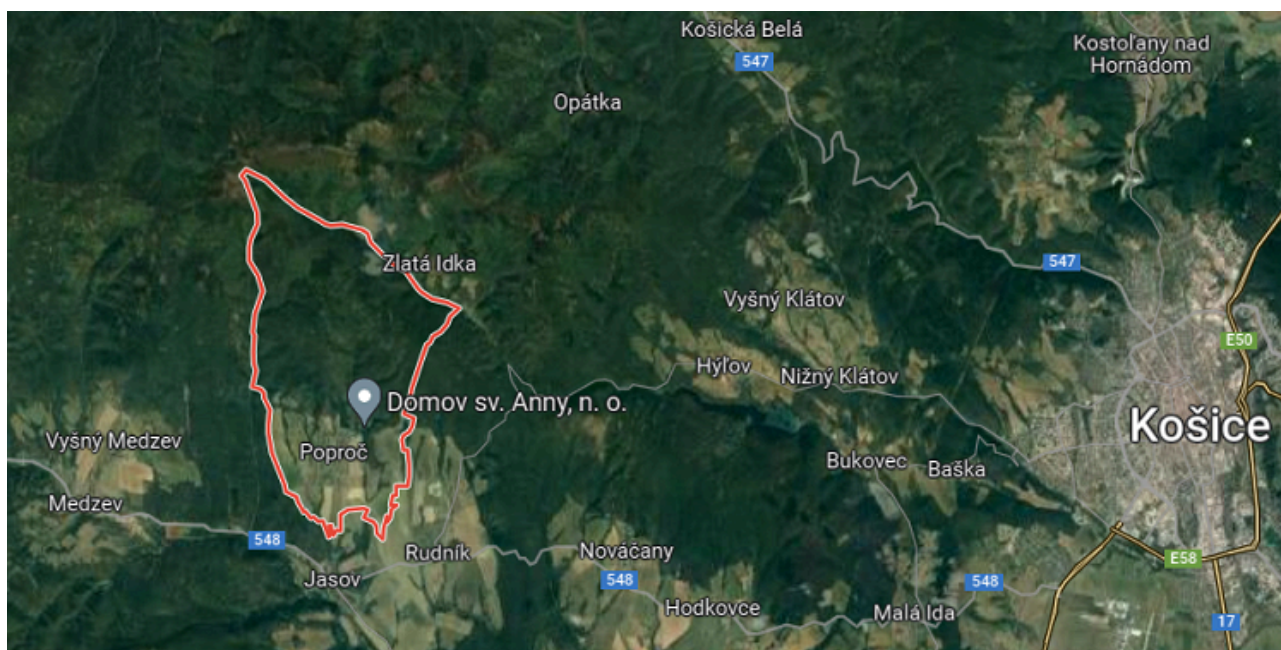 Košická Belá
547
Kostoľany nad
Hornádom
Opátka
Zlatá Idka
547
Vyšný Klátov
E50
Hýľov
Nižný Klátov
Domov sv. Anny, n. o.
Košice
Vyšný Medzev
Poproč
Bukovec
Baška
Medzev
548
Rudník
Nováčany
E58
Jasov
548
548
Hodkovce
Malá Ida
17